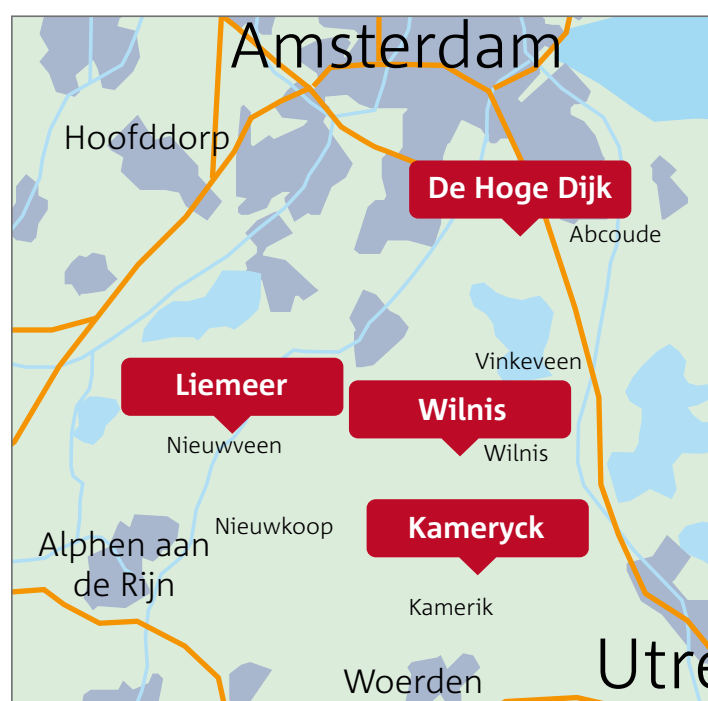 Amsterdam
Hoofddorp
De Hoge Dijk
Abcoude
Vinkeveen
Liemeer
Wilnis
Nieuwveen
Wilnis
Nieuwkoop
Kameryck
Alphen aan
de Rijn
Kamerik
Woerden
Utre